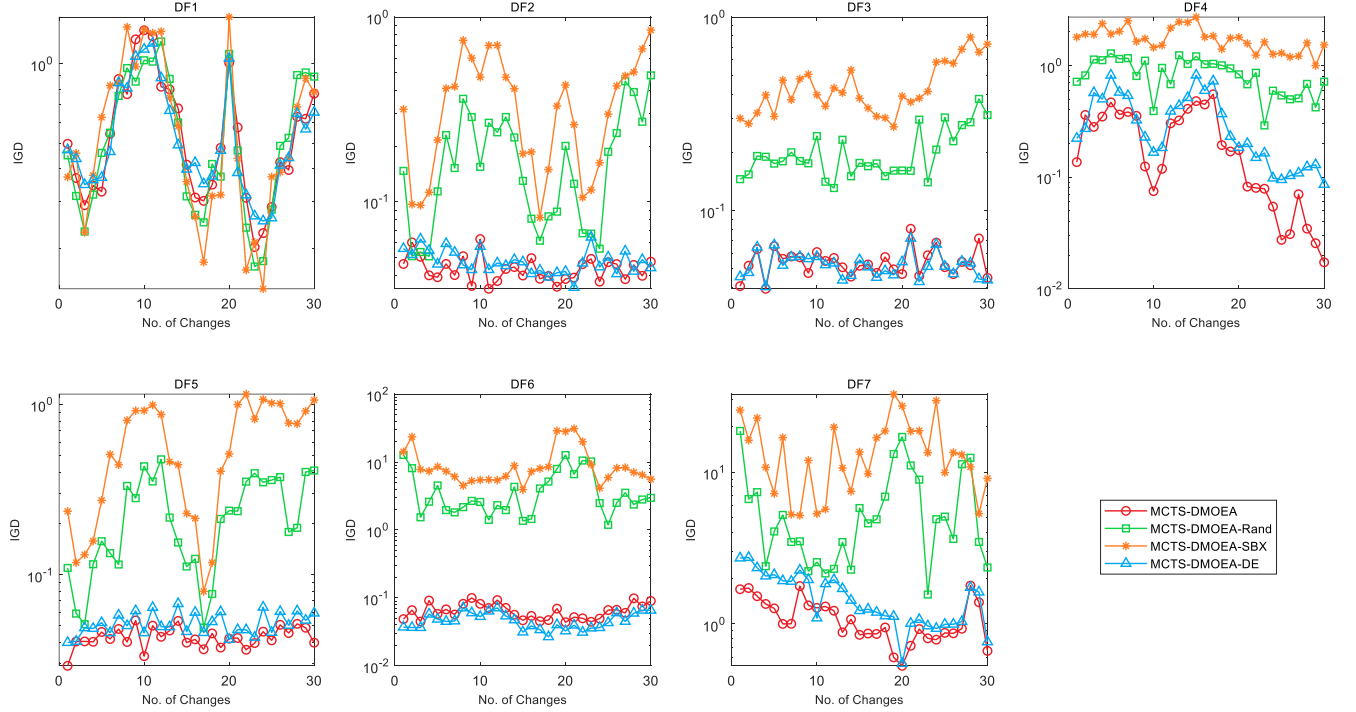 DF1
DF2
DF3
DF4
IGD
10^0
0
10
20
30
No. of Changes
IGD
10^0
10^-1
0
10
20
30
No. of Changes
IGD
10^0
10^-1
0
10
20
30
No. of Changes
IGD
10^0
10^-1
10^-2
0
10
20
30
No. of Changes
DF5
DF6
DF7
IGD
10^0
10^-1
0
10
20
30
No. of Changes
IGD
10^2
10^1
10^0
10^-1
10^-2
0
10
20
30
No. of Changes
IGD
10^1
10^0
0
10
20
30
No. of Changes
MCTS-DMOEA
MCTS-DMOEA-Rand
MCTS-DMOEA-SBX
MCTS-DMOEA-DE